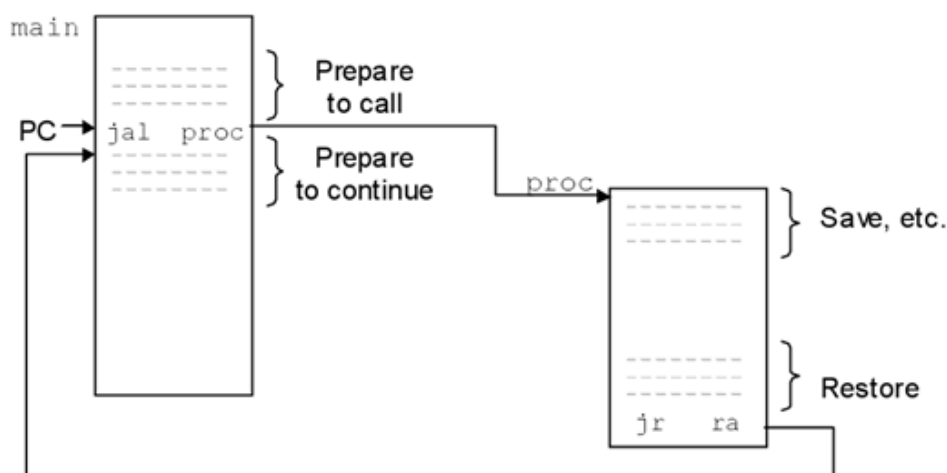 main
Prepare
to call
PC
jal proc
Prepare
to continue
proc
Save, etc.
Restore
jr ra